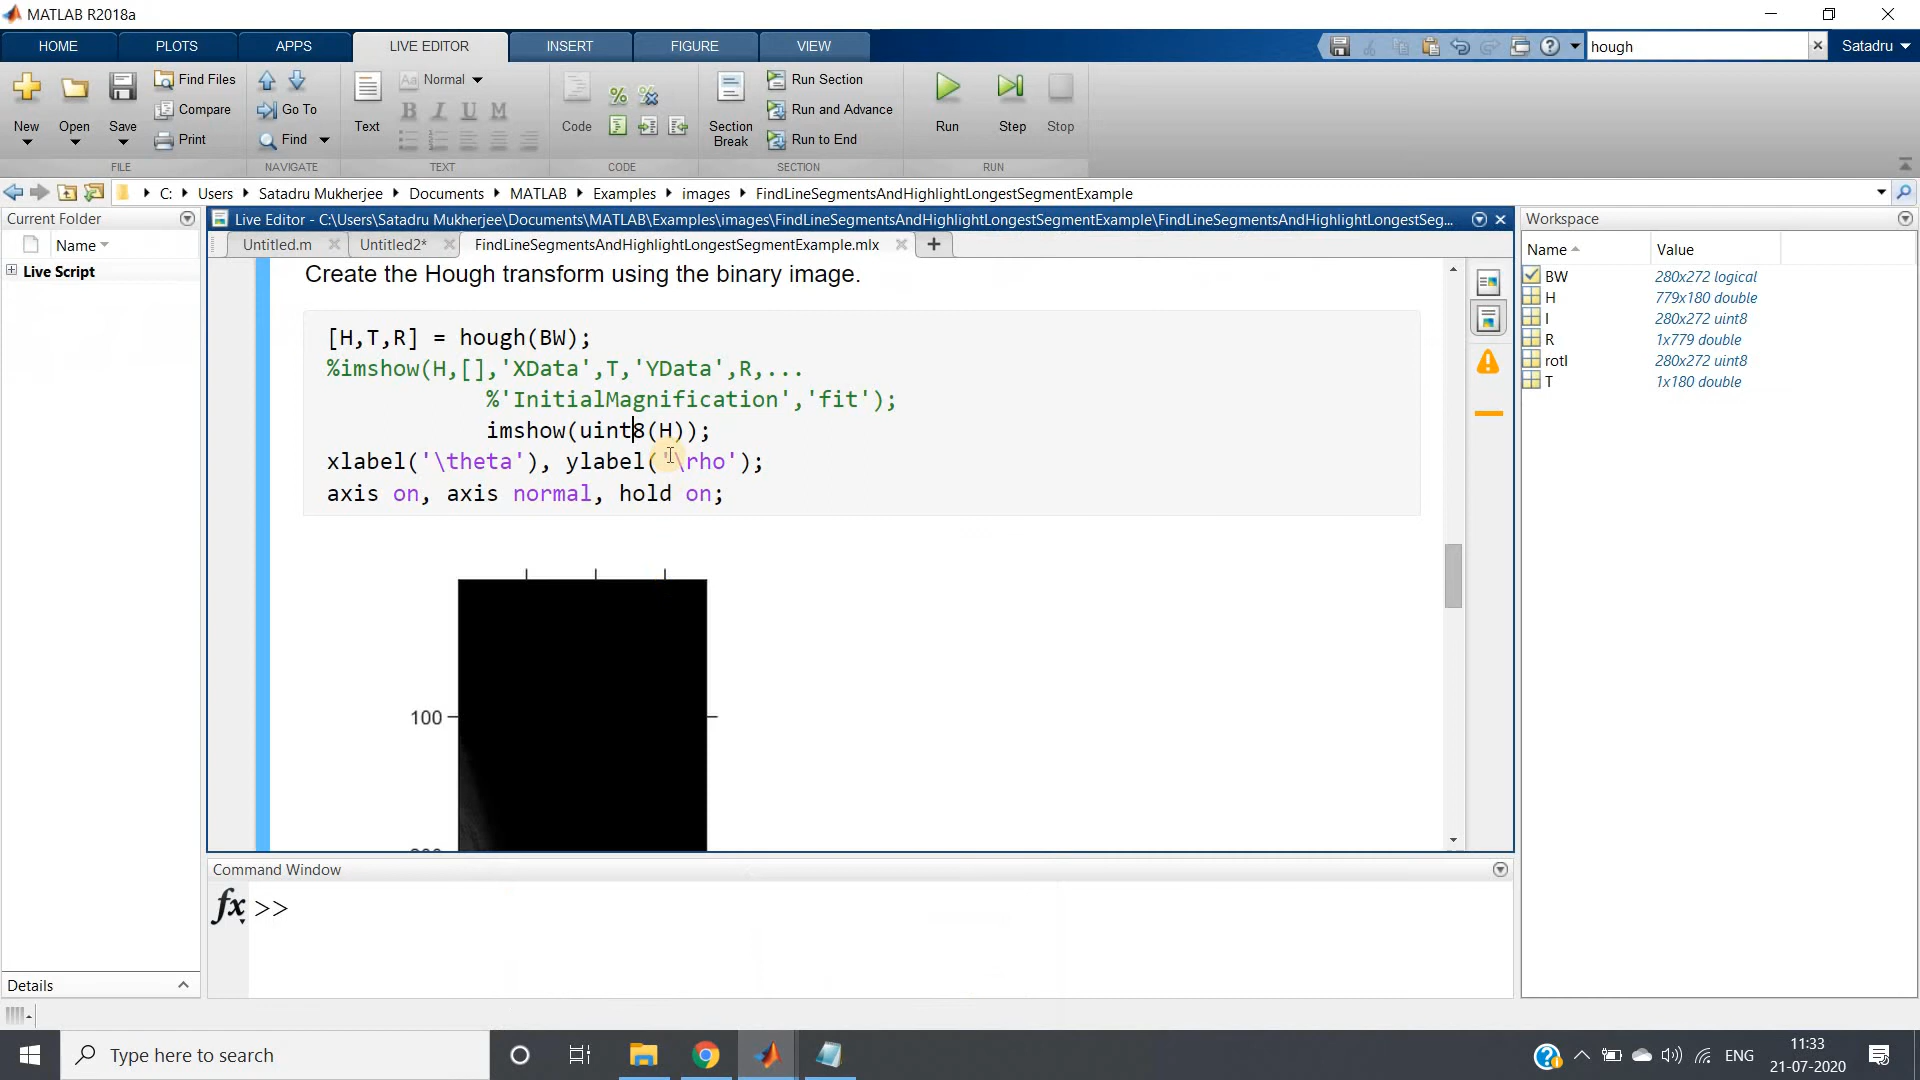 MATLAB R2018a
HOME
PLOTS
APPS
LIVE EDITOR
INSERT
FIGURE
VIEW
hough
Satadru
New
Open
Save
Find Files
Compare
Print
FILE
Go To
Find
NAVIGATE
Text
Aa Normal
B I U M
TEXT
Code
CODE
Section Break
Run Section
Run and Advance
Run to End
SECTION
Run
Step
Stop
RUN
C: Users Satadru Mukherjee Documents MATLAB Examples images FindLineSegmentsAndHighlightLongestSegmentExample
Current Folder
Name
Live Script
Details
Live Editor - C:\Users\Satadru Mukherjee\Documents\MATLAB\Examples\images\FindLineSegmentsAndHighlightLongestSegmentExample\FindLineSegmentsAndHighlightLongestSeg...
Untitled.m
Untitled2*
FindLineSegmentsAndHighlightLongestSegmentExample.mlx
Create the Hough transform using the binary image.
[H,T,R] = hough(BW);
%imshow(H,[],'XData',T,'YData',R,...
%'InitialMagnification','fit');
imshow(uint8(H));
xlabel('\theta'), ylabel('\rho');
axis on, axis normal, hold on;
100
Command Window
fx >>
Workspace
Name Value
BW 280x272 logical
H 779x180 double
I 280x272 uint8
R 1x779 double
rotI 280x272 uint8
T 1x180 double
Type here to search
ENG
11:33
21-07-2020